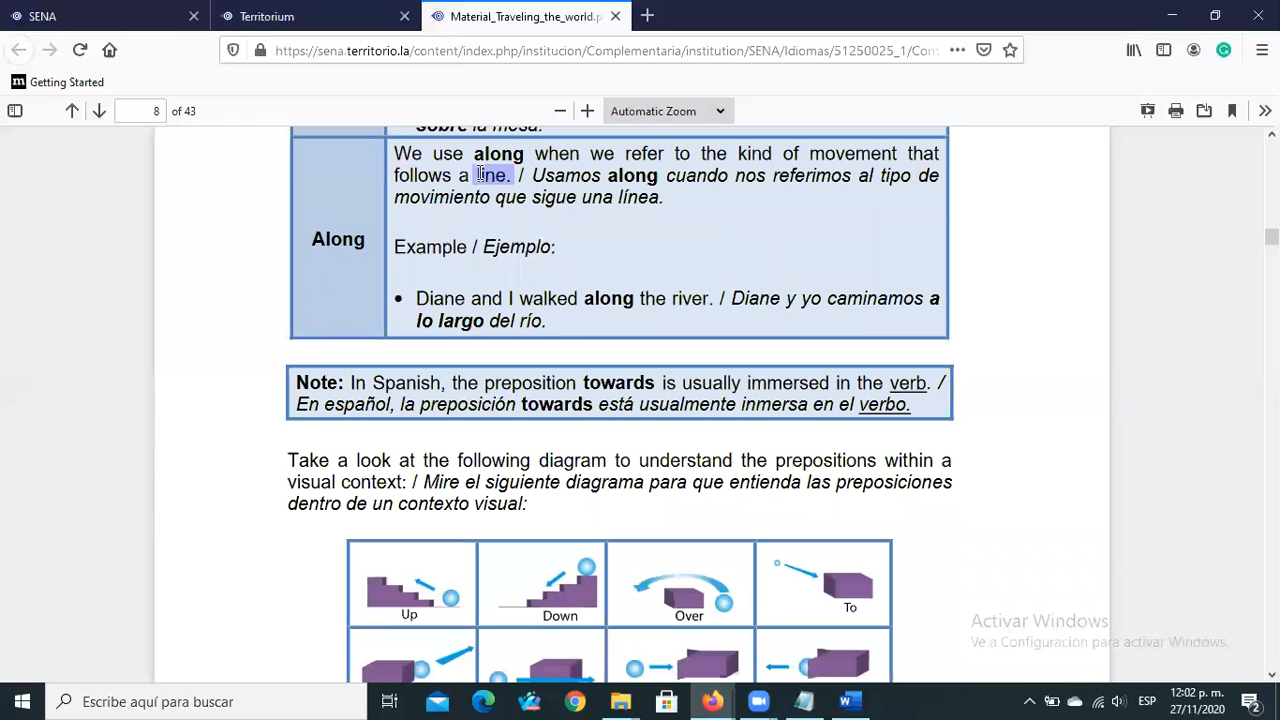 SENA
Territorium
Material_Traveling_the_world.p
https://sena.territorio.la/content/index.php/institucion/Complementaria/institution/SENA/Idiomas/51250025_1/Con
Getting Started
8 of 43
Automatic Zoom
sobre la mesa.
We use along when we refer to the kind of movement that
follows a line. / Usamos along cuando nos referimos al tipo de
movimiento que sigue una línea.
Along
Example / Ejemplo:
• Diane and I walked along the river. / Diane y yo caminamos a
lo largo del río.
Note: In Spanish, the preposition towards is usually immersed in the verb. /
En español, la preposición towards está usualmente inmersa en el verbo.
Take a look at the following diagram to understand the prepositions within a
visual context: / Mire el siguiente diagrama para que entienda las preposiciones
dentro de un contexto visual:
Up Down Over To
Activar Windows
Ve a Configuración para activar Windows.
Escribe aquí para buscar
ESP
12:02 p. m.
27/11/2020
2